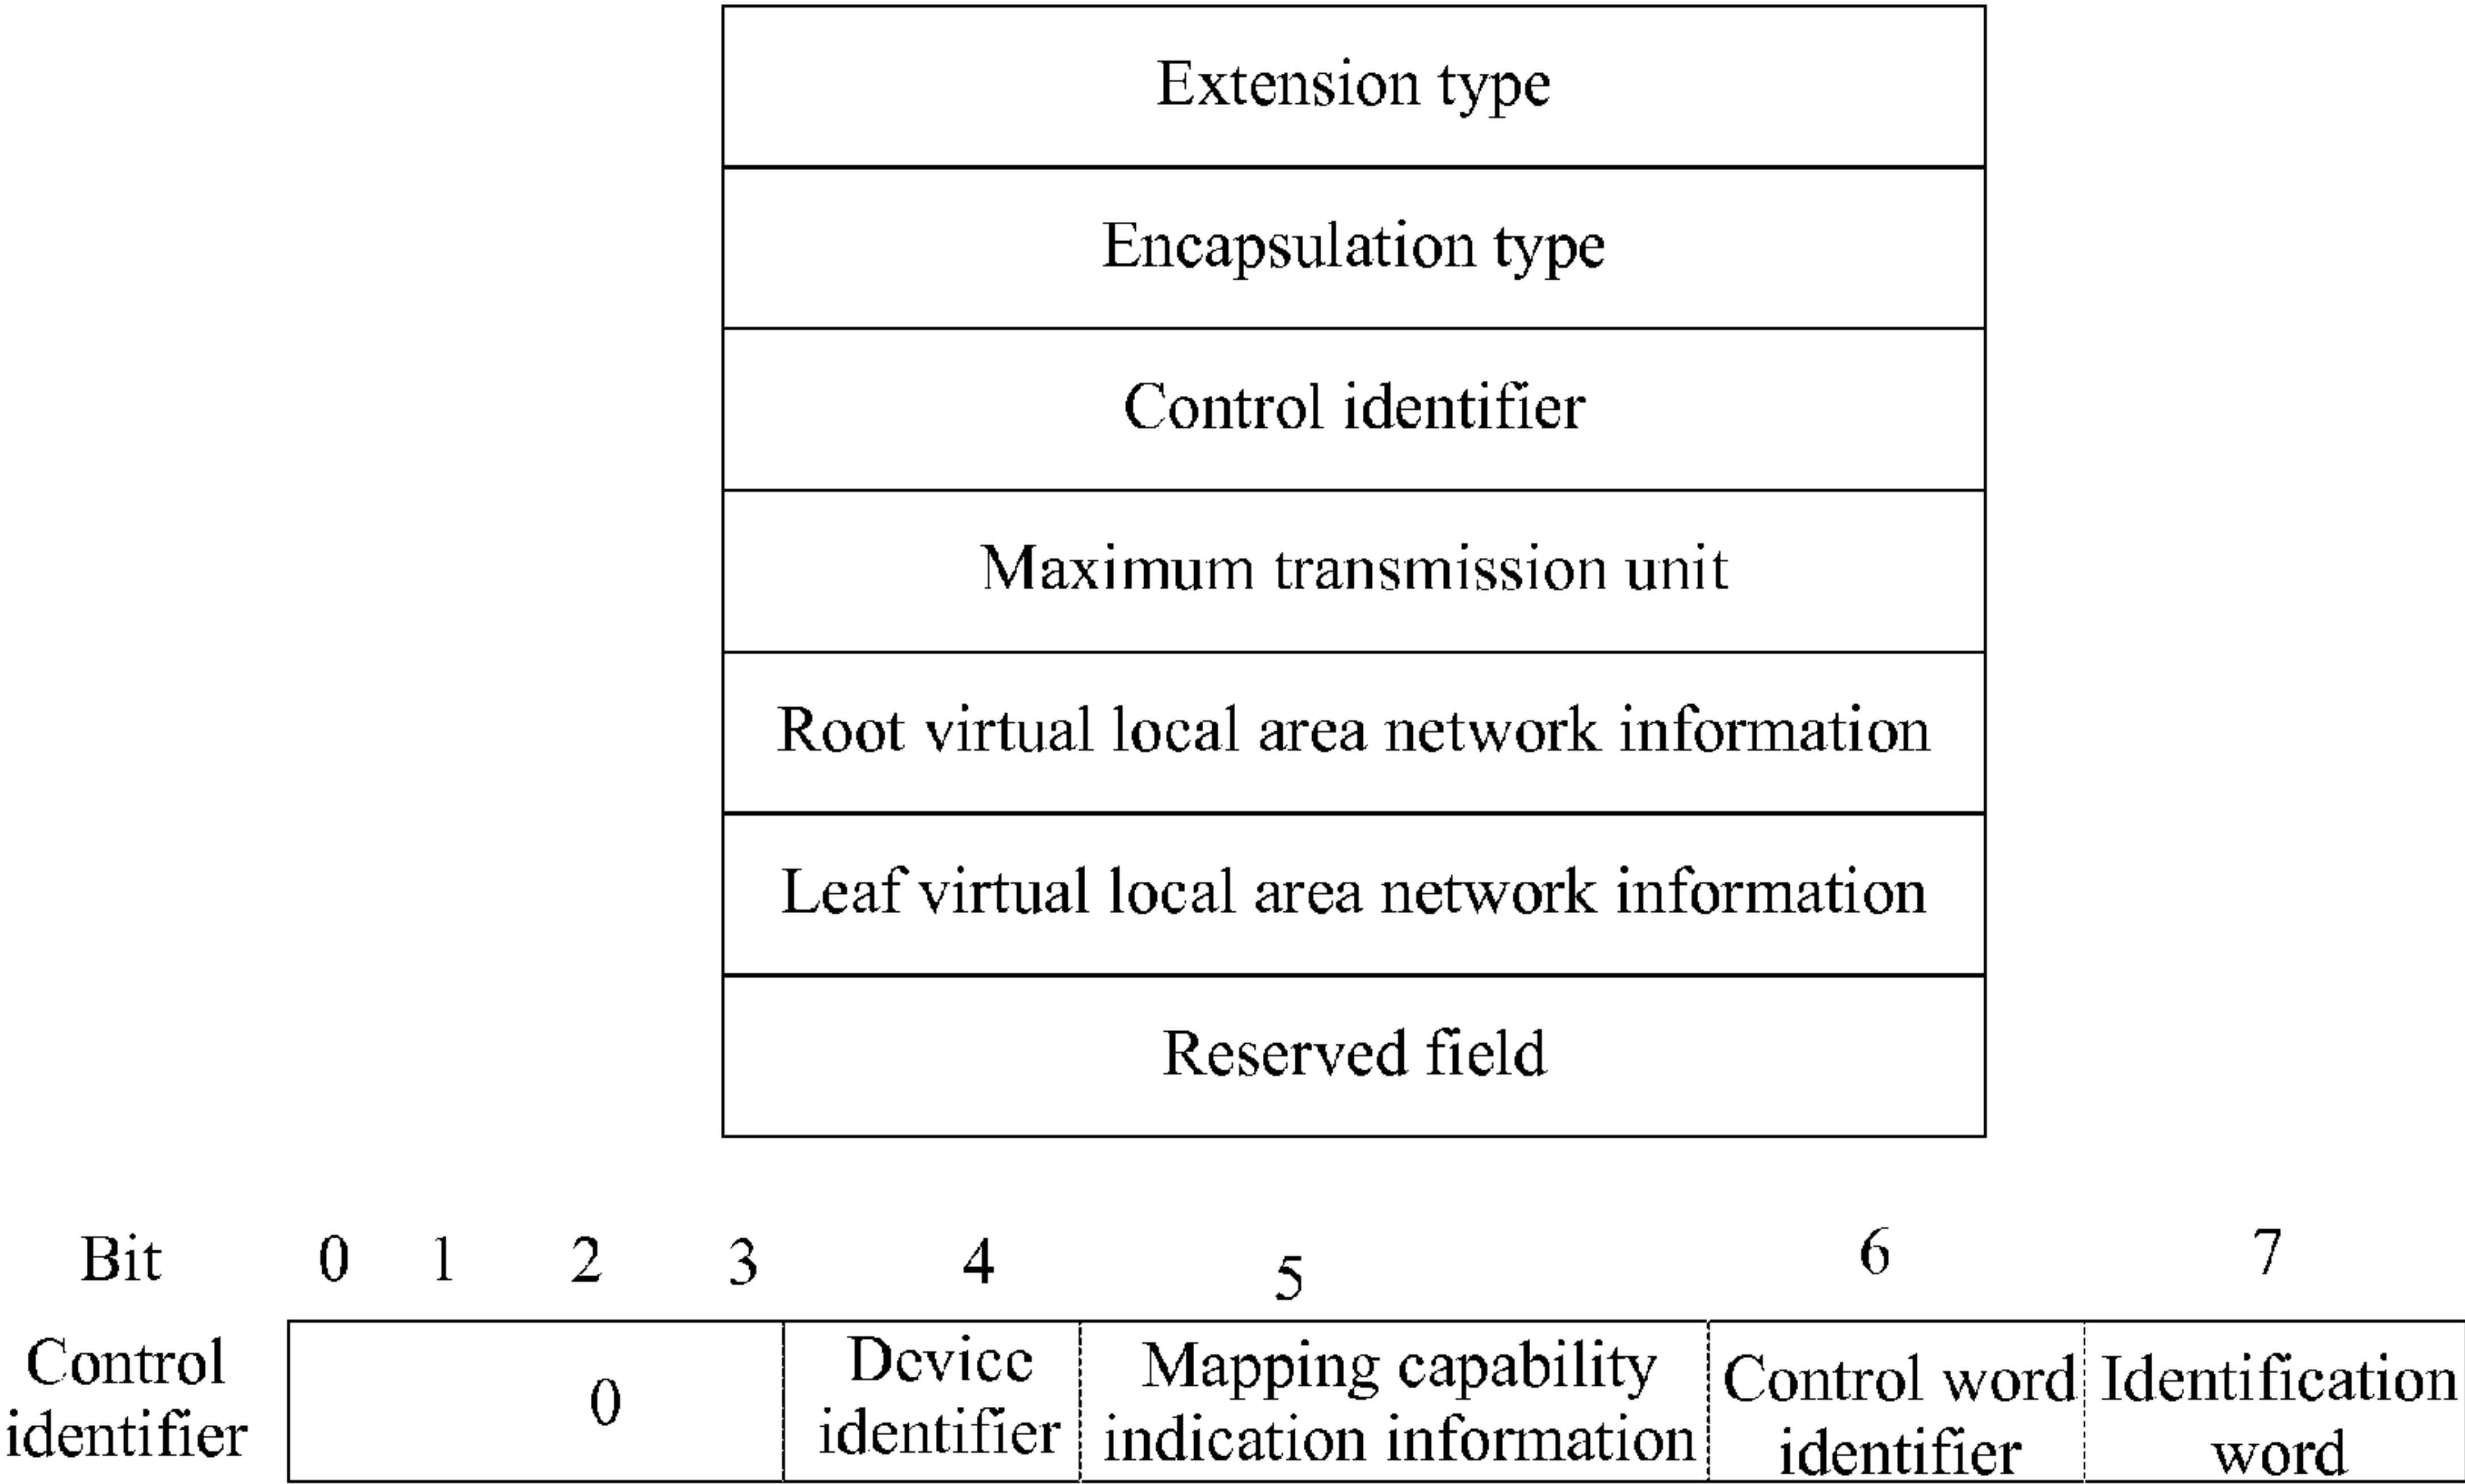 Extension type
Encapsulation type
Control identifier
Maximum transmission unit
Root virtual local area network information
Leaf virtual local area network information
Reserved field
Bit 0 1 2 3 4 5 6 7
Control identifier
0
Device identifier
Mapping capability indication information
Control word identifier
Identification word